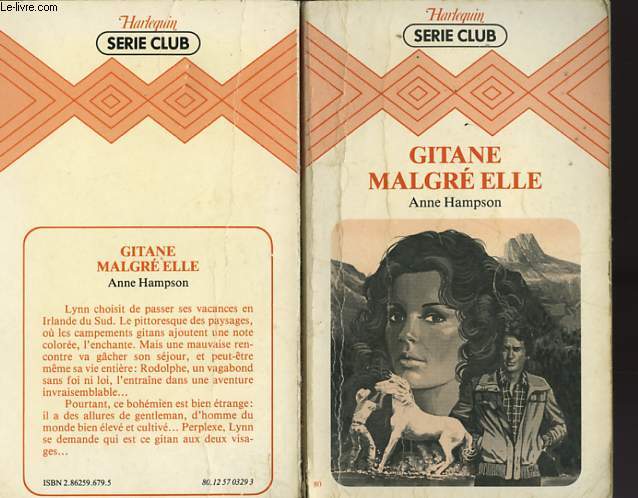 Le-livre.com
Harlequin
SERIE CLUB
GITANE
MALGRÉ ELLE
Anne Hampson
Lynn choisit de passer ses vacances en
Irlande du Sud. Le pittoresque des paysages,
où les campements gitans ajoutent une note
colorée, l'enchante. Mais une mauvaise ren-
contre va gâcher son séjour, et peut-être
même sa vie entière: Rodolphe, un vagabond
sans foi ni loi, l'entraîne dans une aventure
invraisemblable...
Pourtant, ce bohémien est bien étrange:
il a des allures de gentleman, d'homme du
monde bien élevé et cultivé... Perplexe, Lynn
se demande qui est ce gitan aux deux visa-
ges...
ISBN 2.86259.679.5 80.12 57 0329 3
Harlequin
SERIE CLUB
GITANE
MALGRÉ ELLE
Anne Hampson
80